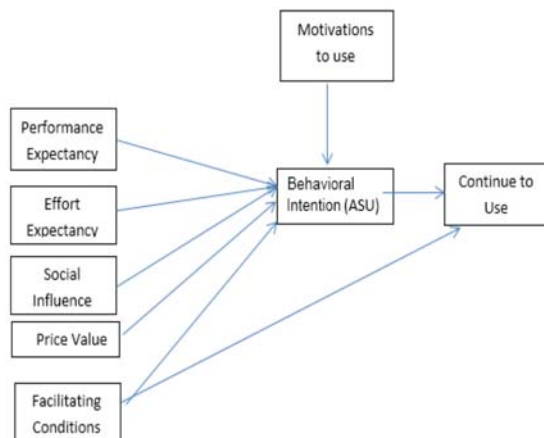 Motivations
to use
Performance
Expectancy
Effort
Expectancy
Social
Influence
Price Value
Facilitating
Conditions
Behavioral
Intention (ASU)
Continue to
Use